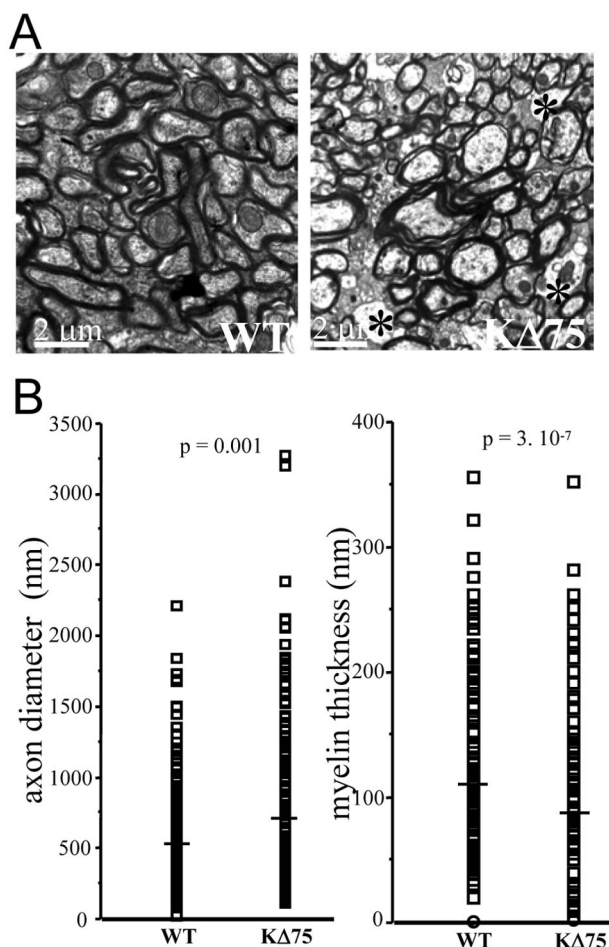 A
2 µm
WT
2 µm
KΔ75
*
*
*
B
axon diameter (nm)
3500
3000
2500
2000
1500
1000
500
0
p = 0.001
WT
KΔ75
myelin thickness (nm)
400
300
200
100
0
p = 3. 10-7
WT
KΔ75